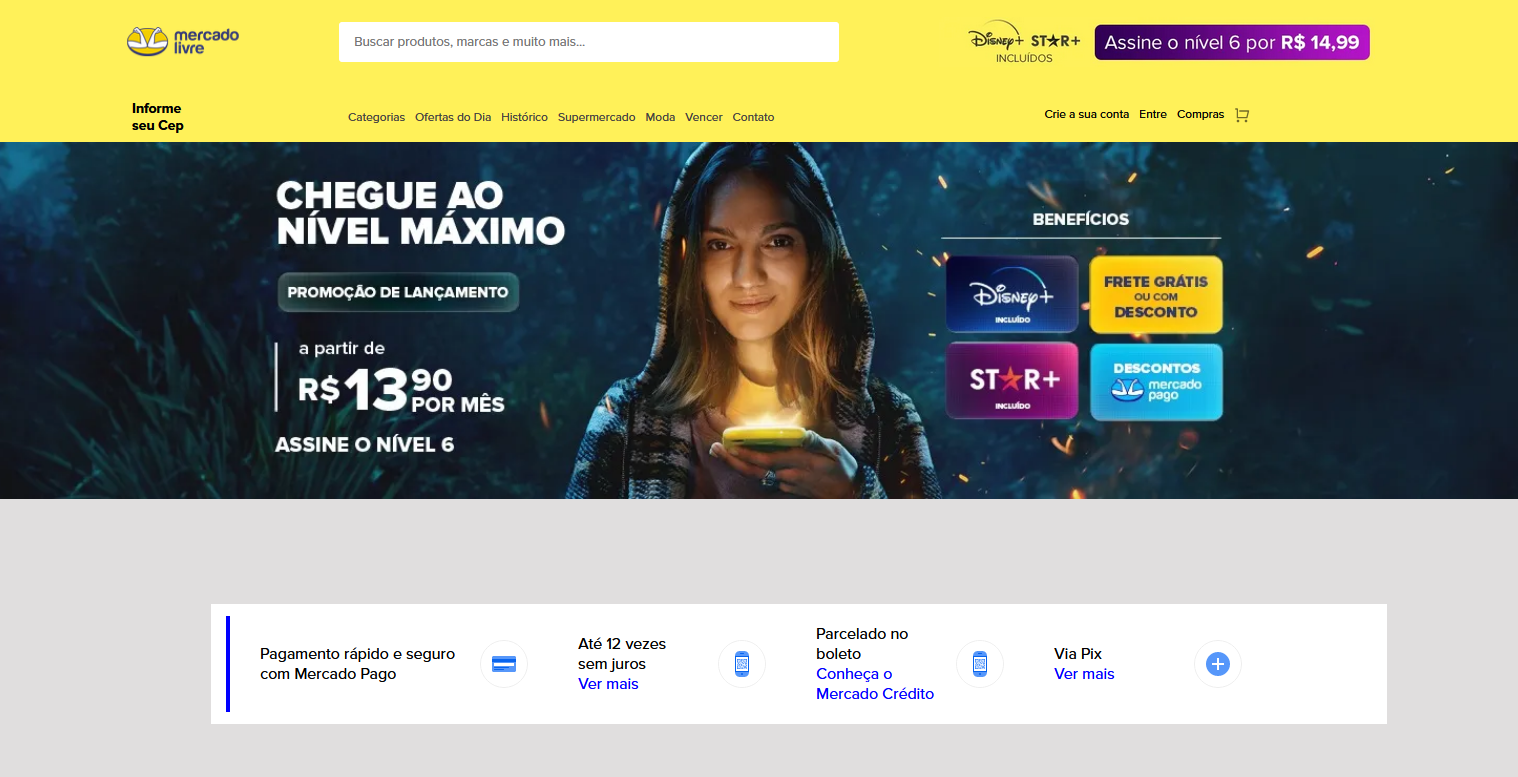 mercado
livre
Buscar produtos, marcas e muito mais...
Disney+ STAR+
INCLUÍDOS
Assine o nível 6 por R$ 14,99
Informe
seu Cep
Categorias Ofertas do Dia Histórico Supermercado Moda Vencer Contato
Crie a sua conta Entre Compras
CHEGUE AO
NÍVEL MÁXIMO
PROMOÇÃO DE LANÇAMENTO
a partir de
R$ 13 90
POR MÊS
ASSINE O NÍVEL 6
BENEFÍCIOS
Disney+
INCLUÍDO
FRETE GRÁTIS
OU COM
DESCONTO
STAR+
INCLUÍDO
DESCONTOS
mercado
pago
Pagamento rápido e seguro
com Mercado Pago
Até 12 vezes
sem juros
Ver mais
Parcelado no
boleto
Conheça o
Mercado Crédito
Via Pix
Ver mais